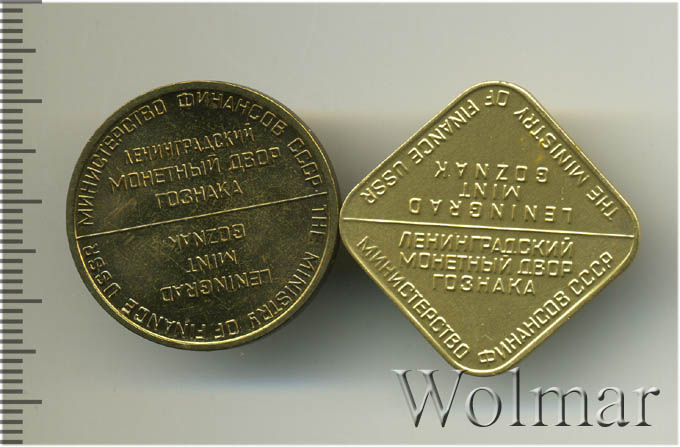 МИНИСТЕРСТВО ФИНАНСОВ СССР
ЛЕНИНГРАДСКИЙ
МОНЕТНЫЙ ДВОР
ГОЗНАКА
THE MINISTRY OF FINANCE USSR
LENINGRAD
MINT
GOZNAK
THE MINISTRY OF FINANCE USSR
LENINGRAD
MINT
GOZNAK
ЛЕНИНГРАДСКИЙ
МОНЕТНЫЙ ДВОР
ГОЗНАКА
МИНИСТЕРСТВО ФИНАНСОВ СССР
Wolmar